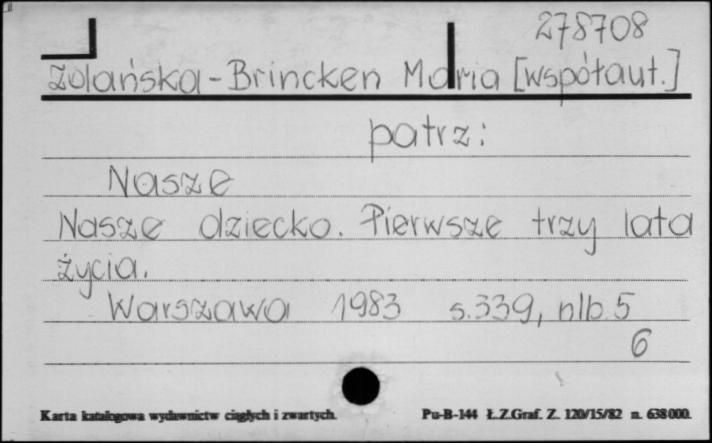 278708
Żulańska-Brincken Maria [współaut.]
patrz:
Nasze
Nasze dziecko. Pierwsze trzy lata
życia.
Warszawa 1983 s.339, nlb.5
6
Karta katalogowa wydawnictw ciągłych i zwartych. Pu-B-144 Ł.Z.Graf. Z. 120/15/82 n. 638000.